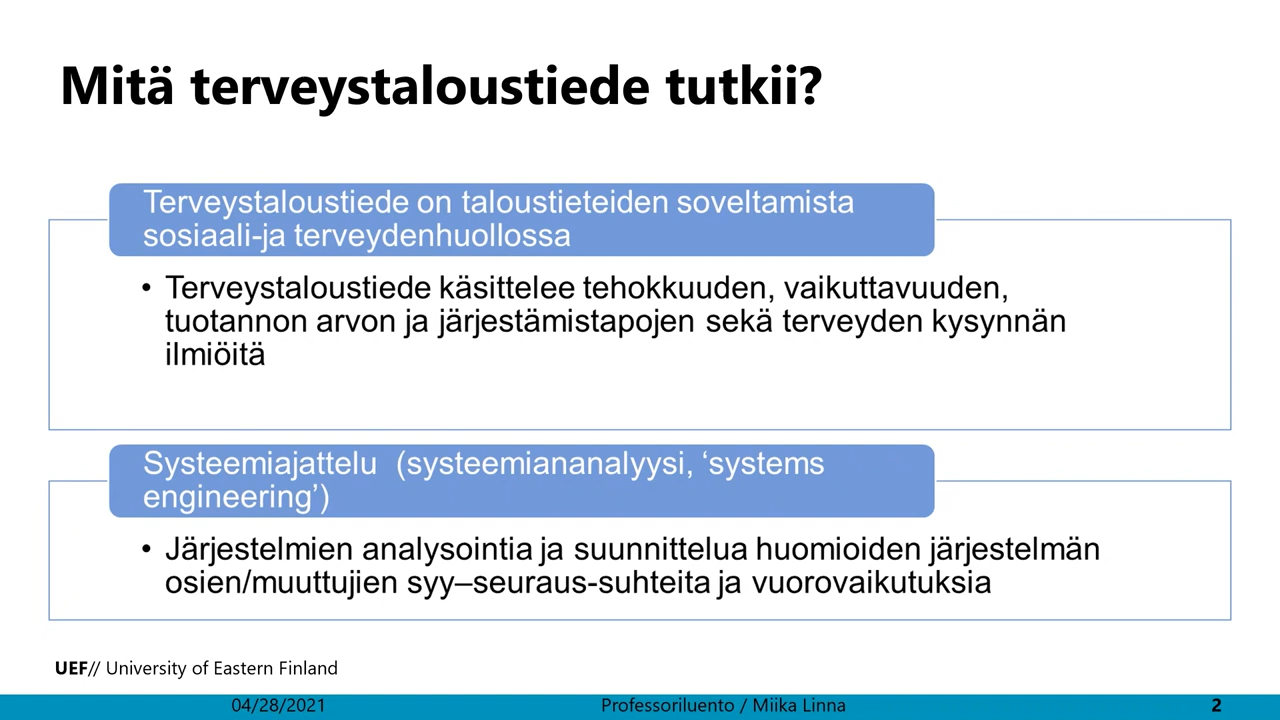 Mitä terveystaloustiede tutkii?
Terveystaloustiede on taloustieteiden soveltamista
sosiaali-ja terveydenhuollossa
• Terveystaloustiede käsittelee tehokkuuden, vaikuttavuuden,
tuotannon arvon ja järjestämistapojen sekä terveyden kysynnän
ilmiöitä
Systeemiajattelu (systeemiananalyysi, ‘systems
engineering’)
• Järjestelmien analysointia ja suunnittelua huomioiden järjestelmän
osien/muuttujien syy–seuraus-suhteita ja vuorovaikutuksia
UEF// University of Eastern Finland
04/28/2021 Professoriluento / Miika Linna 2